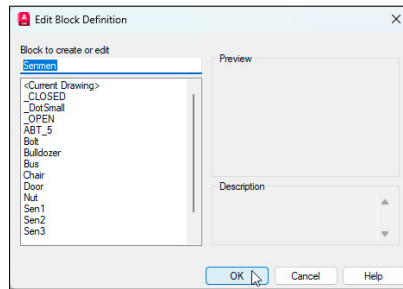 Edit Block Definition
Block to create or edit
Senmen
<Current Drawing>
_CLOSED
_DotSmall
_OPEN
ABT_5
Bolt
Bulldozer
Bus
Chair
Door
Nut
Sen1
Sen2
Sen3
Preview
Description
OK
Cancel
Help